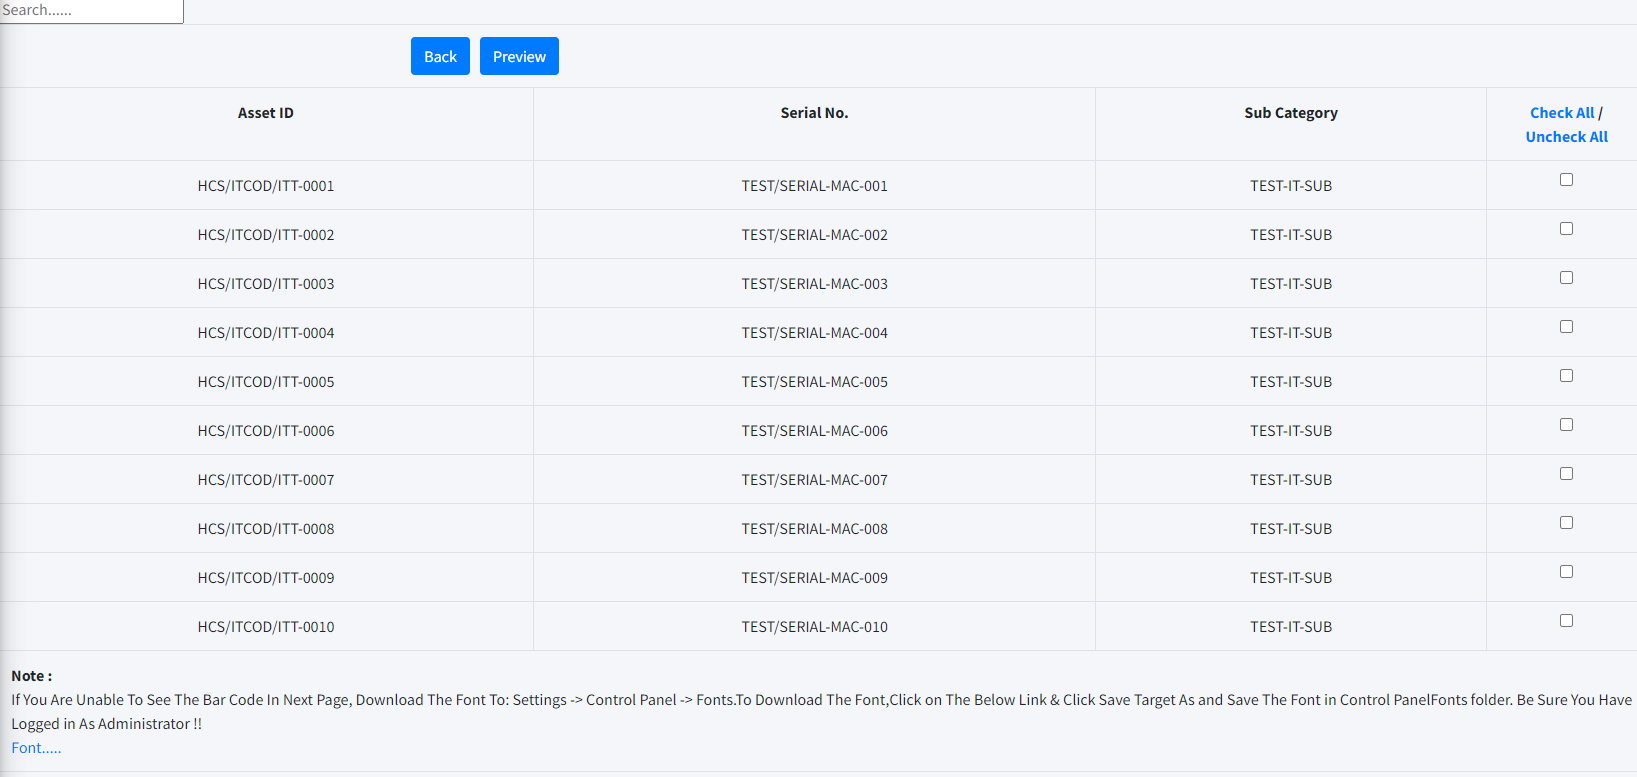 Search......
Back Preview
Asset ID Serial No. Sub Category Check All /
Uncheck All
HCS/ITCOD/ITT-0001 TEST/SERIAL-MAC-001 TEST-IT-SUB
HCS/ITCOD/ITT-0002 TEST/SERIAL-MAC-002 TEST-IT-SUB
HCS/ITCOD/ITT-0003 TEST/SERIAL-MAC-003 TEST-IT-SUB
HCS/ITCOD/ITT-0004 TEST/SERIAL-MAC-004 TEST-IT-SUB
HCS/ITCOD/ITT-0005 TEST/SERIAL-MAC-005 TEST-IT-SUB
HCS/ITCOD/ITT-0006 TEST/SERIAL-MAC-006 TEST-IT-SUB
HCS/ITCOD/ITT-0007 TEST/SERIAL-MAC-007 TEST-IT-SUB
HCS/ITCOD/ITT-0008 TEST/SERIAL-MAC-008 TEST-IT-SUB
HCS/ITCOD/ITT-0009 TEST/SERIAL-MAC-009 TEST-IT-SUB
HCS/ITCOD/ITT-0010 TEST/SERIAL-MAC-010 TEST-IT-SUB
Note :
If You Are Unable To See The Bar Code In Next Page, Download The Font To: Settings -> Control Panel -> Fonts.To Download The Font,Click on The Below Link & Click Save Target As and Save The Font in Control PanelFonts folder. Be Sure You Have
Logged in As Administrator !!
Font.....